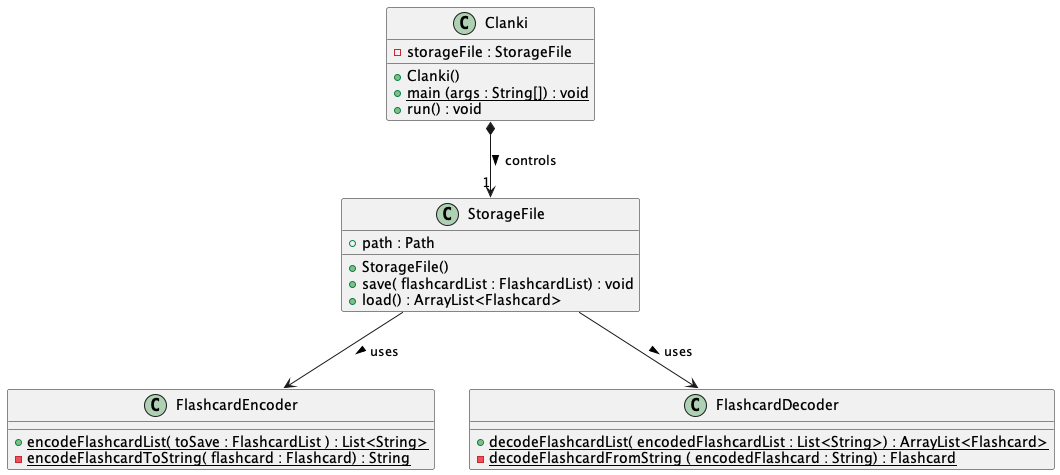 C Clanki
storageFile : StorageFile
Clanki()
main (args : String[]) : void
run() : void
controls
1
C StorageFile
path : Path
StorageFile()
save( flashcardList : FlashcardList) : void
load() : ArrayList<Flashcard>
uses
uses
C FlashcardEncoder
encodeFlashcardList( toSave : FlashcardList ) : List<String>
encodeFlashcardToString( flashcard : Flashcard) : String
C FlashcardDecoder
decodeFlashcardList( encodedFlashcardList : List<String>) : ArrayList<Flashcard>
decodeFlashcardFromString ( encodedFlashcard : String) : Flashcard